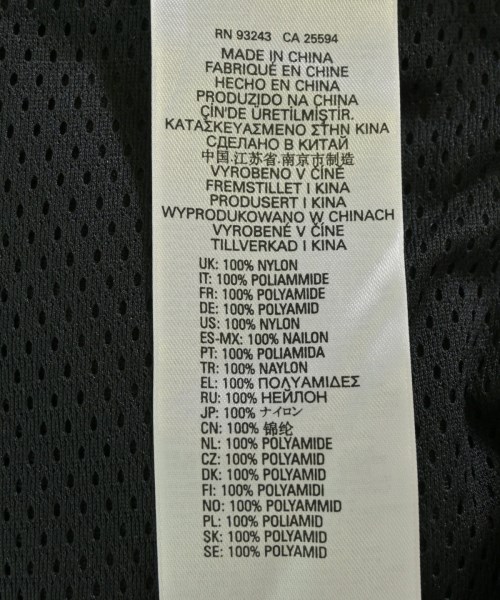 RN 93243 CA 25594
MADE IN CHINA
FABRIQUÉ EN CHINE
HECHO EN CHINA
PRODUZIDO NA CHINA
ÇİN'DE ÜRETİLMİŞTİR.
ΚΑΤΑΣΚΕΥΑΣΜΕΝΟ ΣΤΗΝ ΚΙΝΑ
СДЕЛАНО В КИТАЙ
中国.江苏省.南京市制造
VYROBENO V ČÍNĚ
FREMSTILLET I KINA
PRODUSERT I KINA
WYPRODUKOWANO W CHINACH
VYROBENÉ V ČÍNE
TILLVERKAD I KINA
UK: 100% NYLON
IT: 100% POLIAMMIDE
FR: 100% POLYAMIDE
DE: 100% POLYAMID
US: 100% NYLON
ES-MX: 100% NAILON
PT: 100% POLIAMIDA
TR: 100% NAYLON
EL: 100% ΠΟΛΥΑΜΙΔΕΣ
RU: 100% НЕЙЛОН
JP: 100% ナイロン
CN: 100% 锦纶
NL: 100% POLYAMIDE
CZ: 100% POLYAMID
DK: 100% POLYAMID
FI: 100% POLYAMIDI
NO: 100% POLYAMMID
PL: 100% POLIAMID
SK: 100% POLYAMID
SE: 100% POLYAMID